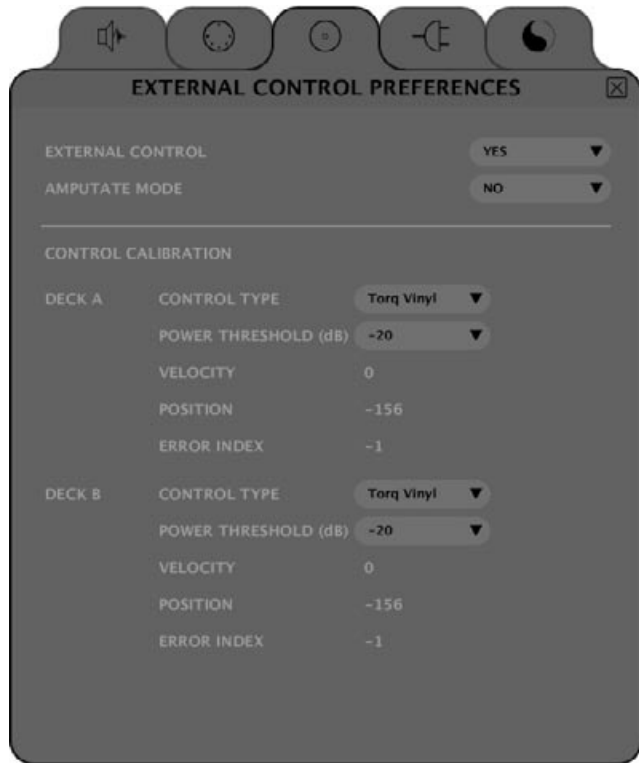 EXTERNAL CONTROL PREFERENCES
EXTERNAL CONTROL YES
AMPUTATE MODE NO
CONTROL CALIBRATION
DECK A CONTROL TYPE Torq Vinyl
POWER THRESHOLD (dB) -20
VELOCITY 0
POSITION -156
ERROR INDEX -1
DECK B CONTROL TYPE Torq Vinyl
POWER THRESHOLD (dB) -20
VELOCITY 0
POSITION -156
ERROR INDEX -1